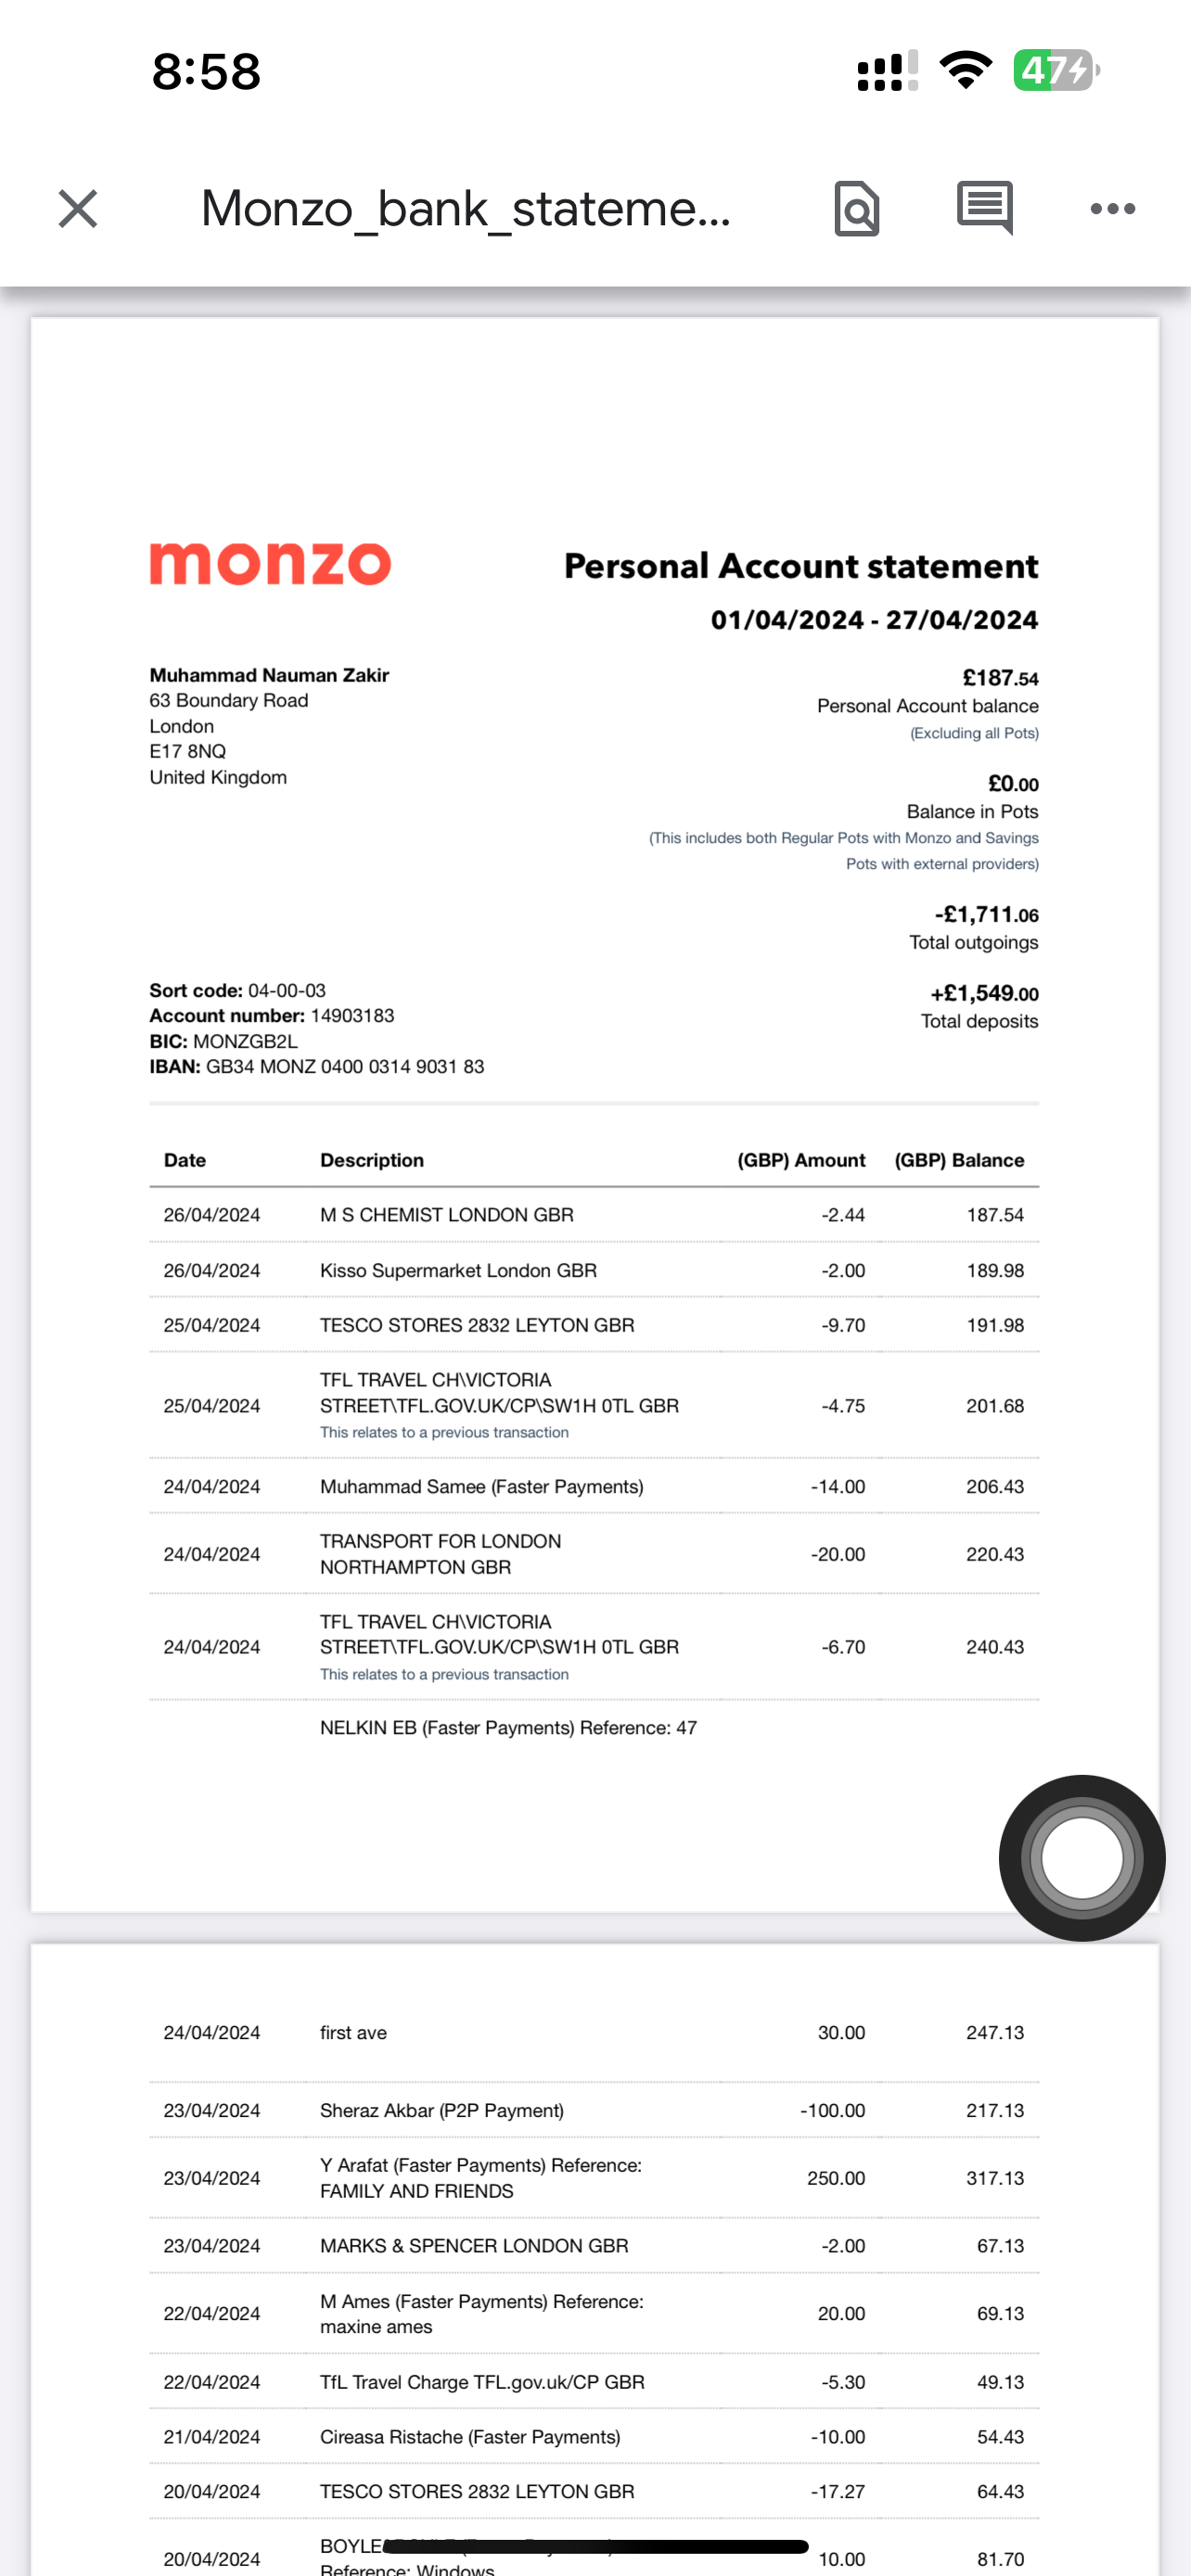 8:58
47
Monzo_bank_stateme...
monzo
Personal Account statement
01/04/2024 - 27/04/2024
Muhammad Nauman Zakir
63 Boundary Road
London
E17 8NQ
United Kingdom
£187.54
Personal Account balance
(Excluding all Pots)
£0.00
Balance in Pots
(This includes both Regular Pots with Monzo and Savings
Pots with external providers)
-£1,711.06
Total outgoings
+£1,549.00
Total deposits
Sort code: 04-00-03
Account number: 14903183
BIC: MONZGB2L
IBAN: GB34 MONZ 0400 0314 9031 83
Date Description (GBP) Amount (GBP) Balance
26/04/2024 M S CHEMIST LONDON GBR -2.44 187.54
26/04/2024 Kisso Supermarket London GBR -2.00 189.98
25/04/2024 TESCO STORES 2832 LEYTON GBR -9.70 191.98
TFL TRAVEL CH\VICTORIA
25/04/2024 STREET\TFL.GOV.UK/CP\SW1H 0TL GBR -4.75 201.68
This relates to a previous transaction
24/04/2024 Muhammad Samee (Faster Payments) -14.00 206.43
TRANSPORT FOR LONDON
24/04/2024 NORTHAMPTON GBR -20.00 220.43
TFL TRAVEL CH\VICTORIA
24/04/2024 STREET\TFL.GOV.UK/CP\SW1H 0TL GBR -6.70 240.43
This relates to a previous transaction
NELKIN EB (Faster Payments) Reference: 47
24/04/2024 first ave 30.00 247.13
23/04/2024 Sheraz Akbar (P2P Payment) -100.00 217.13
Y Arafat (Faster Payments) Reference:
23/04/2024 FAMILY AND FRIENDS 250.00 317.13
23/04/2024 MARKS & SPENCER LONDON GBR -2.00 67.13
M Ames (Faster Payments) Reference:
22/04/2024 maxine ames 20.00 69.13
22/04/2024 TfL Travel Charge TFL.gov.uk/CP GBR -5.30 49.13
21/04/2024 Cireasa Ristache (Faster Payments) -10.00 54.43
20/04/2024 TESCO STORES 2832 LEYTON GBR -17.27 64.43
20/04/2024 10.00 81.70
Reference: Windows